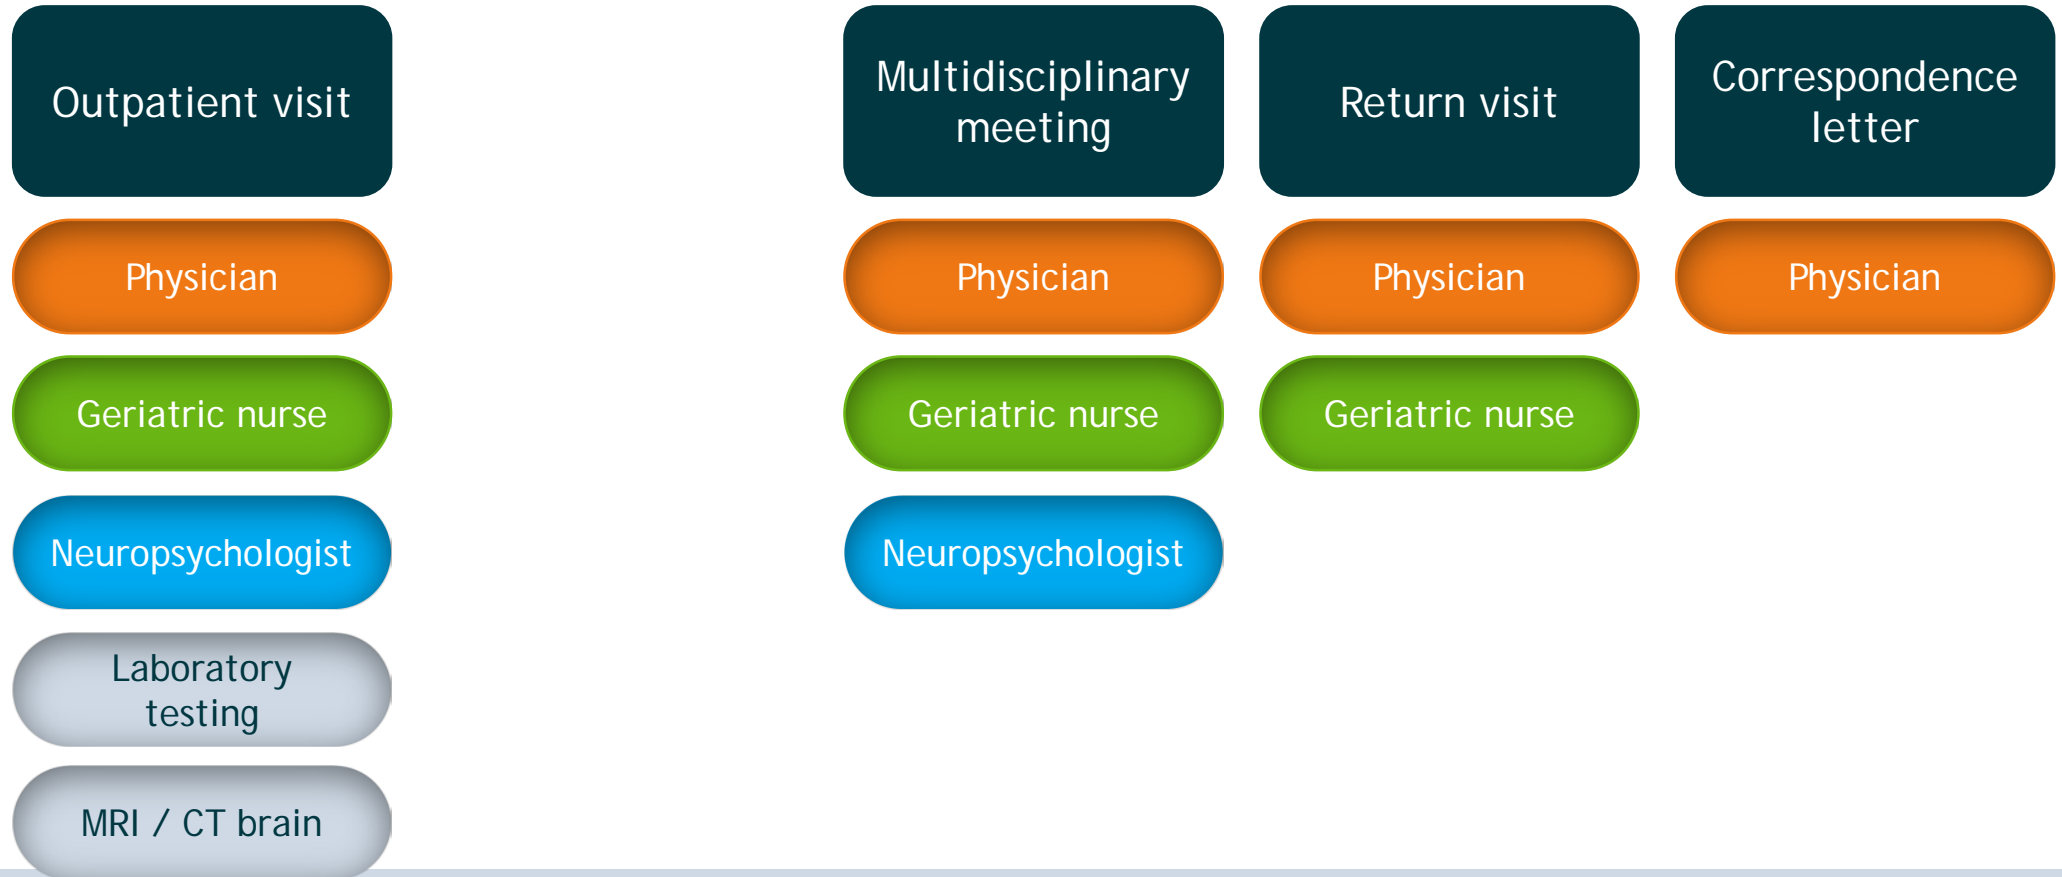 Outpatient visit
Physician
Geriatric nurse
Neuropsychologist
Laboratory
testing
MRI / CT brain
Multidisciplinary
meeting
Physician
Geriatric nurse
Neuropsychologist
Return visit
Physician
Geriatric nurse
Correspondence
letter
Physician